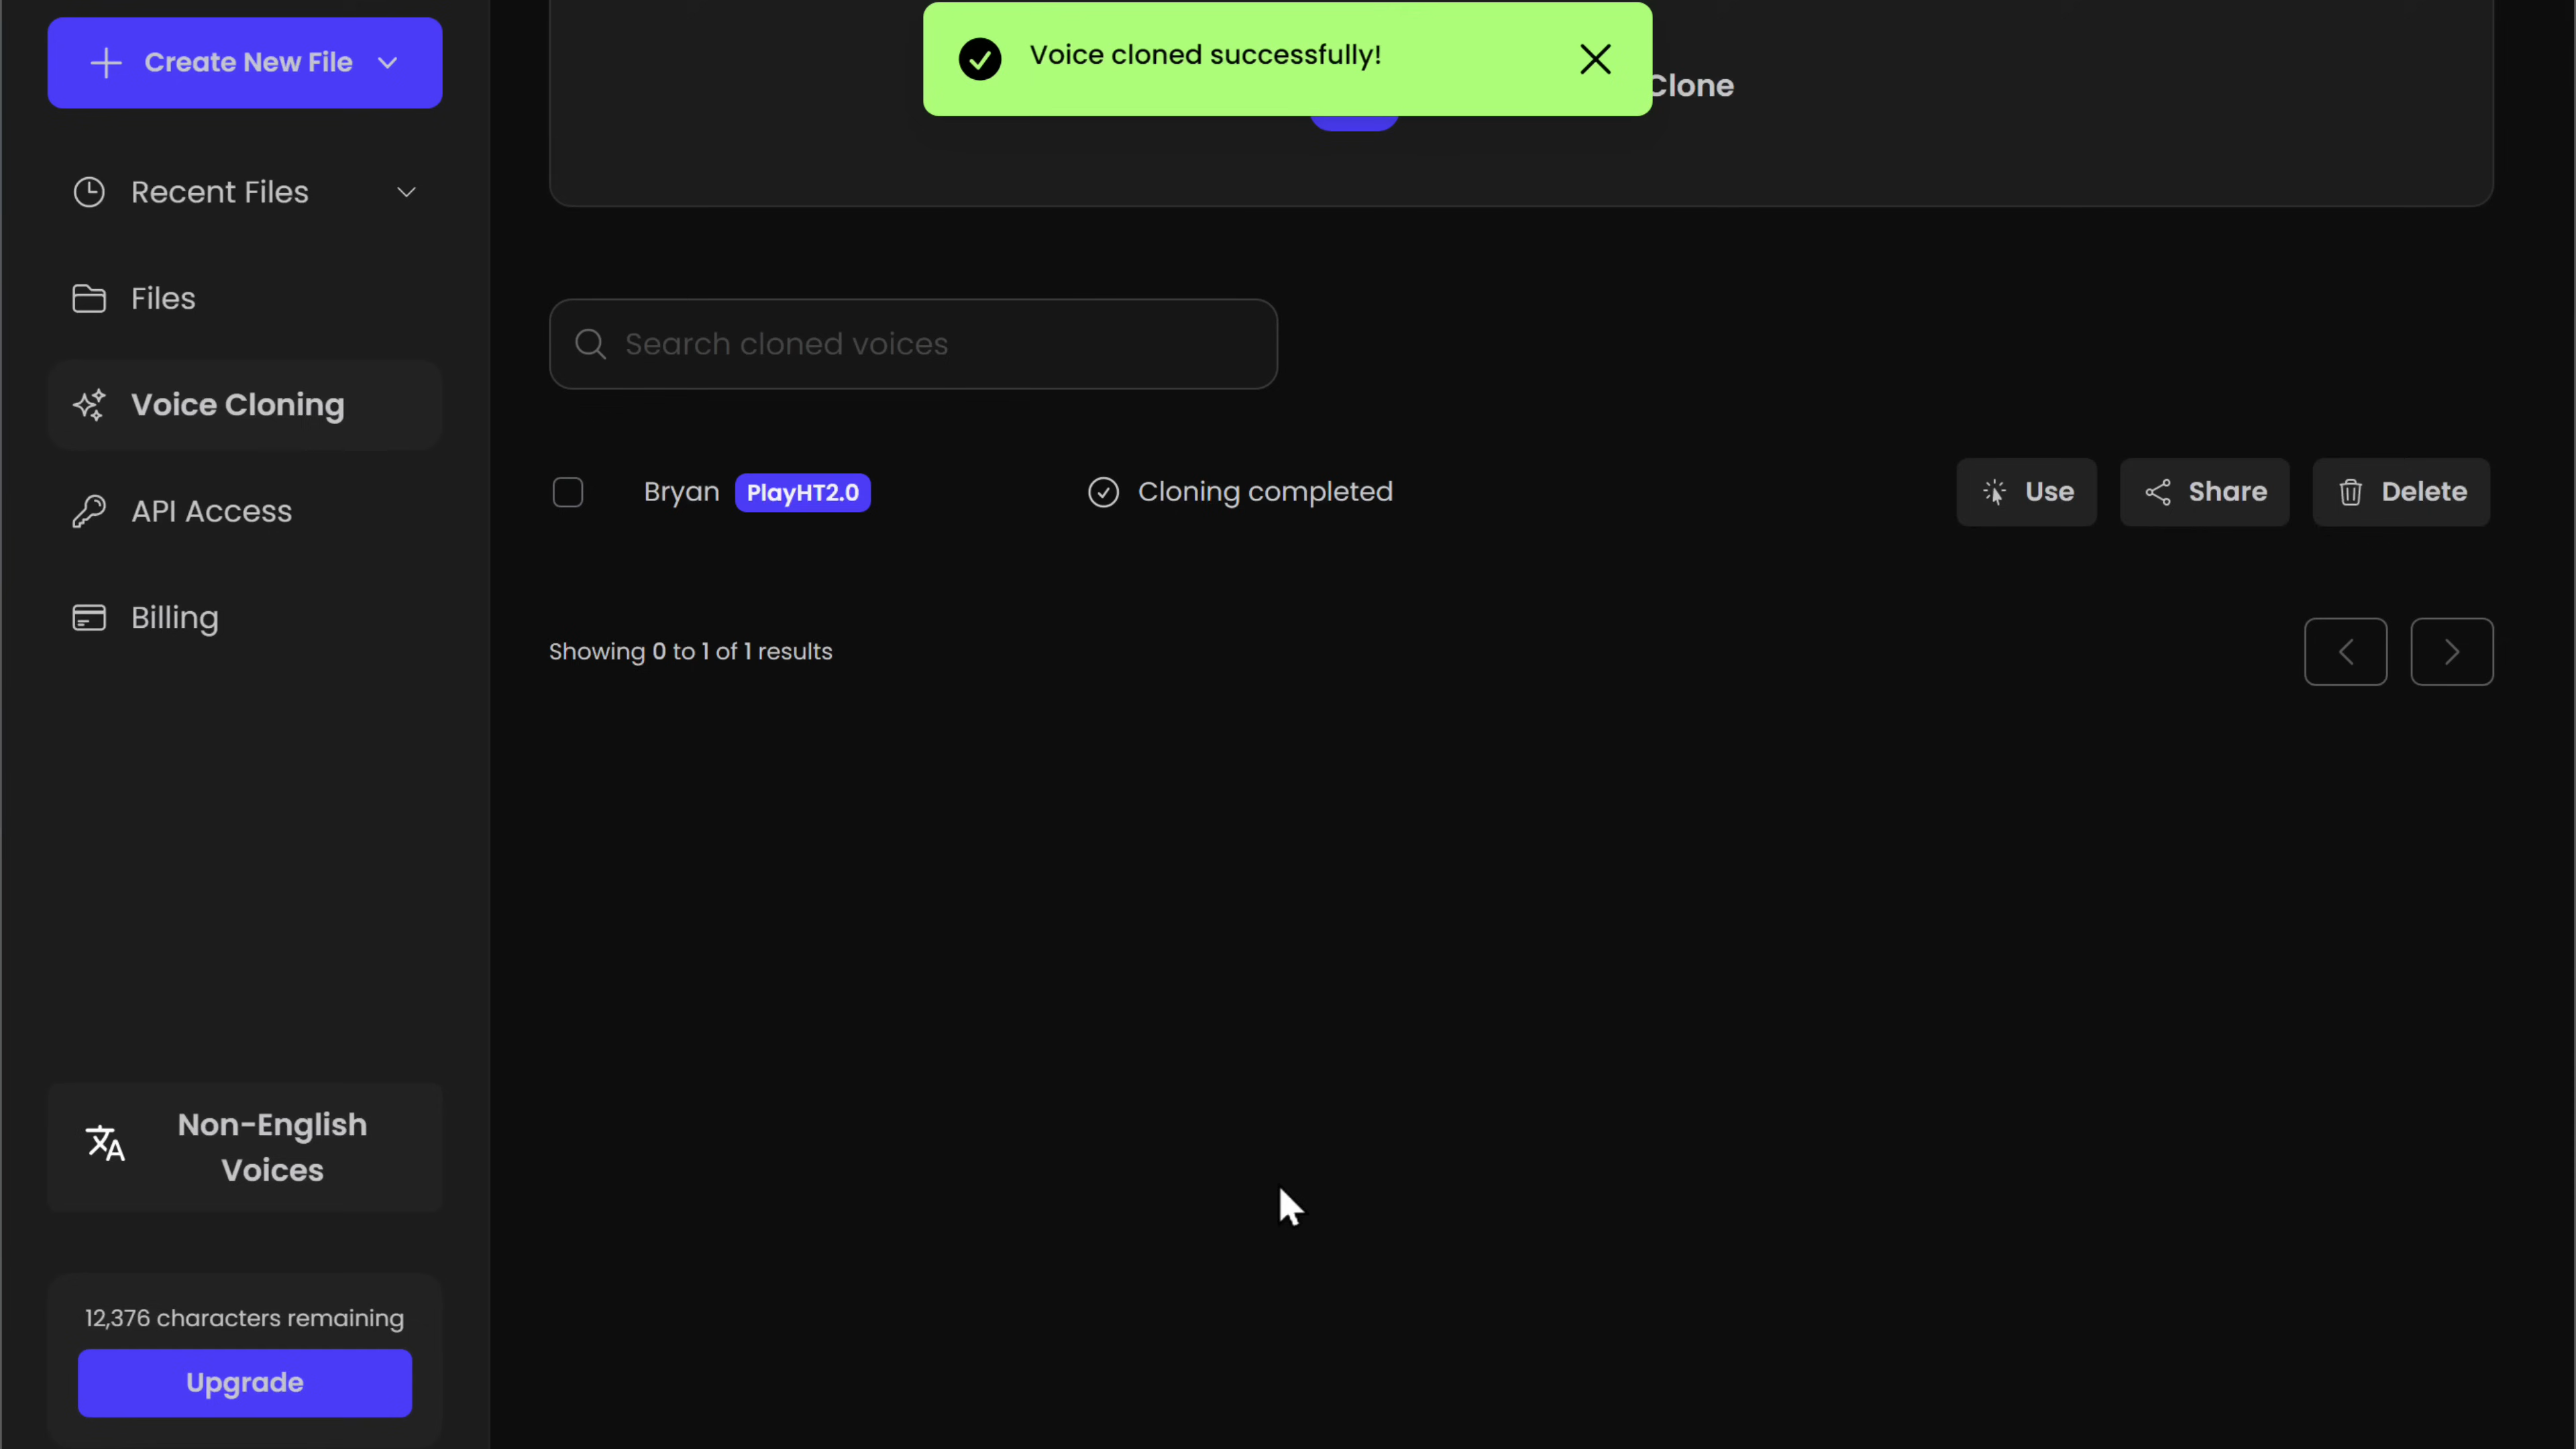 Create New File
Recent Files
Files
Voice Cloning
API Access
Billing
Non-English
Voices
12,376 characters remaining
Upgrade
Voice cloned successfully!
Clone
Search cloned voices
Bryan PlayHT2.0 Cloning completed Use Share Delete
Showing 0 to 1 of 1 results